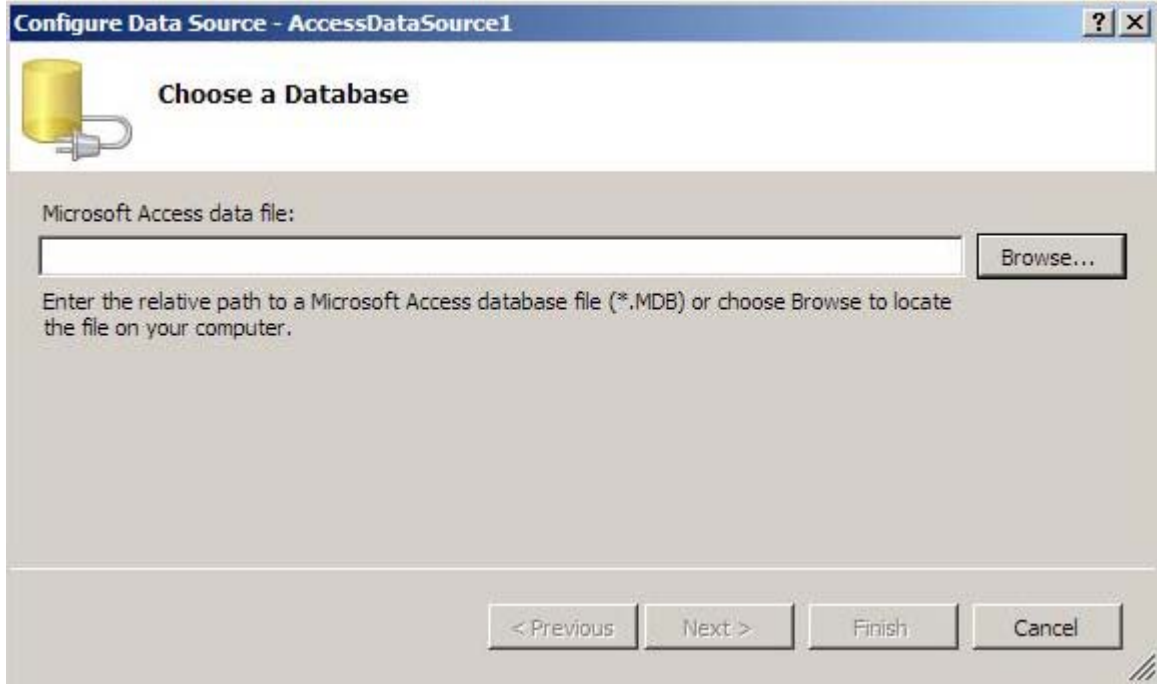 Configure Data Source - AccessDataSource1
Choose a Database
Microsoft Access data file:
Browse...
Enter the relative path to a Microsoft Access database file (*.MDB) or choose Browse to locate
the file on your computer.
< Previous Next > Finish Cancel